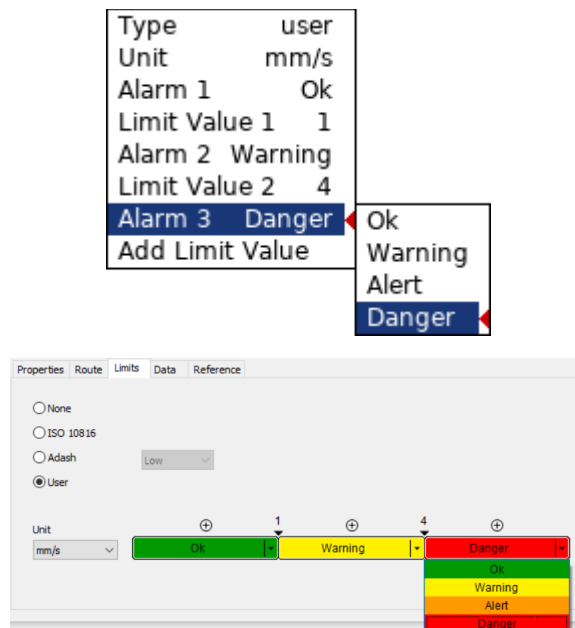 Type user
Unit mm/s
Alarm 1 Ok
Limit Value 1 1
Alarm 2 Warning
Limit Value 2 4
Alarm 3 Danger
Add Limit Value
Ok
Warning
Alert
Danger
Properties Route Limits Data Reference
None
ISO 10816
Adash Low
User
Unit
1 4
mm/s Ok Warning Danger
Ok
Warning
Alert
Danger